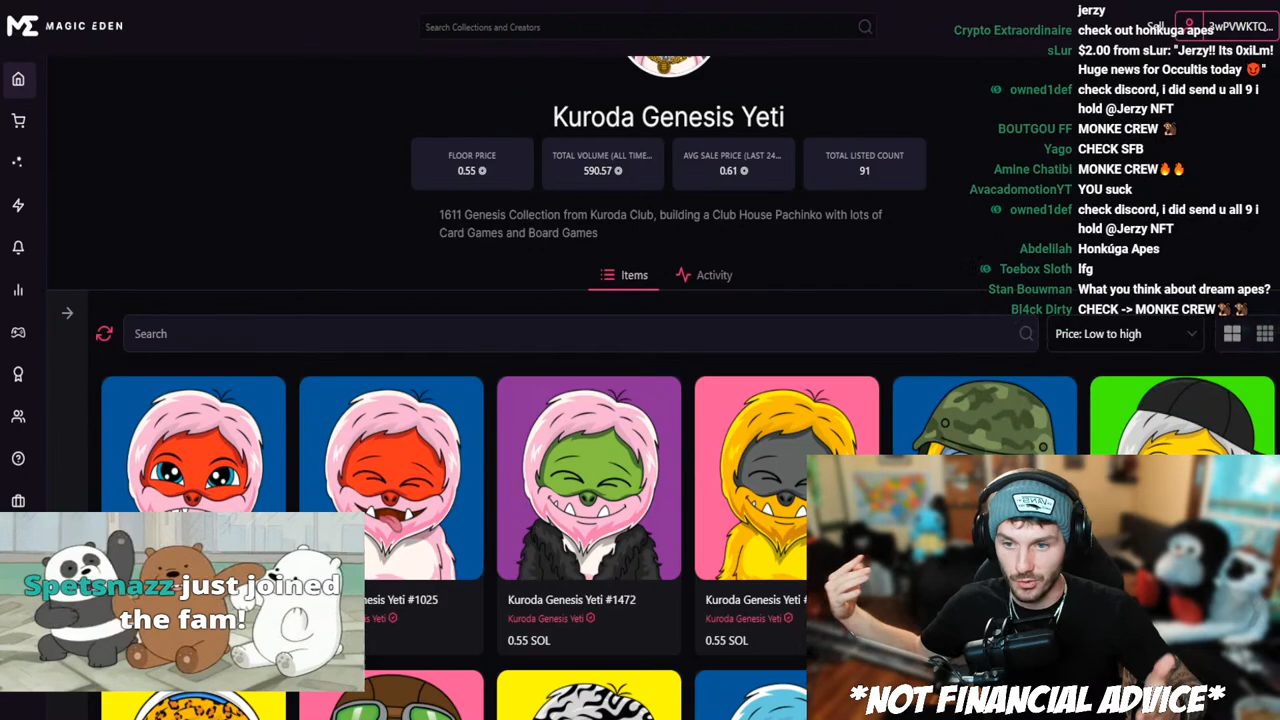 MAGIC EDEN
Search Collections and Creators
Sell
3wPVWKTQ...
Kuroda Genesis Yeti
FLOOR PRICE
0.55
TOTAL VOLUME (ALL TIME...
590.57
AVG SALE PRICE (LAST 24...
0.61
TOTAL LISTED COUNT
91
1611 Genesis Collection from Kuroda Club, building a Club House Pachinko with lots of
Card Games and Board Games
Items
Activity
Search
Price: Low to high
jerzy
Crypto Extraordinaire check out honkuga apes
sLur $2.00 from sLur: "Jerzy!! Its 0xiLm!
Huge news for Occultis today 😈"
owned1def check discord, i did send u all 9 i
hold @Jerzy NFT
BOUTGOU FF MONKE CREW
Yago CHECK SFB
Amine Chatibi MONKE CREW🔥🔥
AvacadomotionYT YOU suck
owned1def check discord, i did send u all 9 i
hold @Jerzy NFT
Abdelilah Honkúga Apes
Toebox Sloth lfg
Stan Bouwman What you think about dream apes?
Bl4ck Dirty CHECK -> MONKE CREW
esis Yeti #1025
esis Yeti
Kuroda Genesis Yeti #1472
Kuroda Genesis Yeti
0.55 SOL
Kuroda Genesis Yeti #
Kuroda Genesis Yeti
0.55 SOL
Spetsnazz just joined
the fam!
VANS
*NOT FINANCIAL ADVICE*